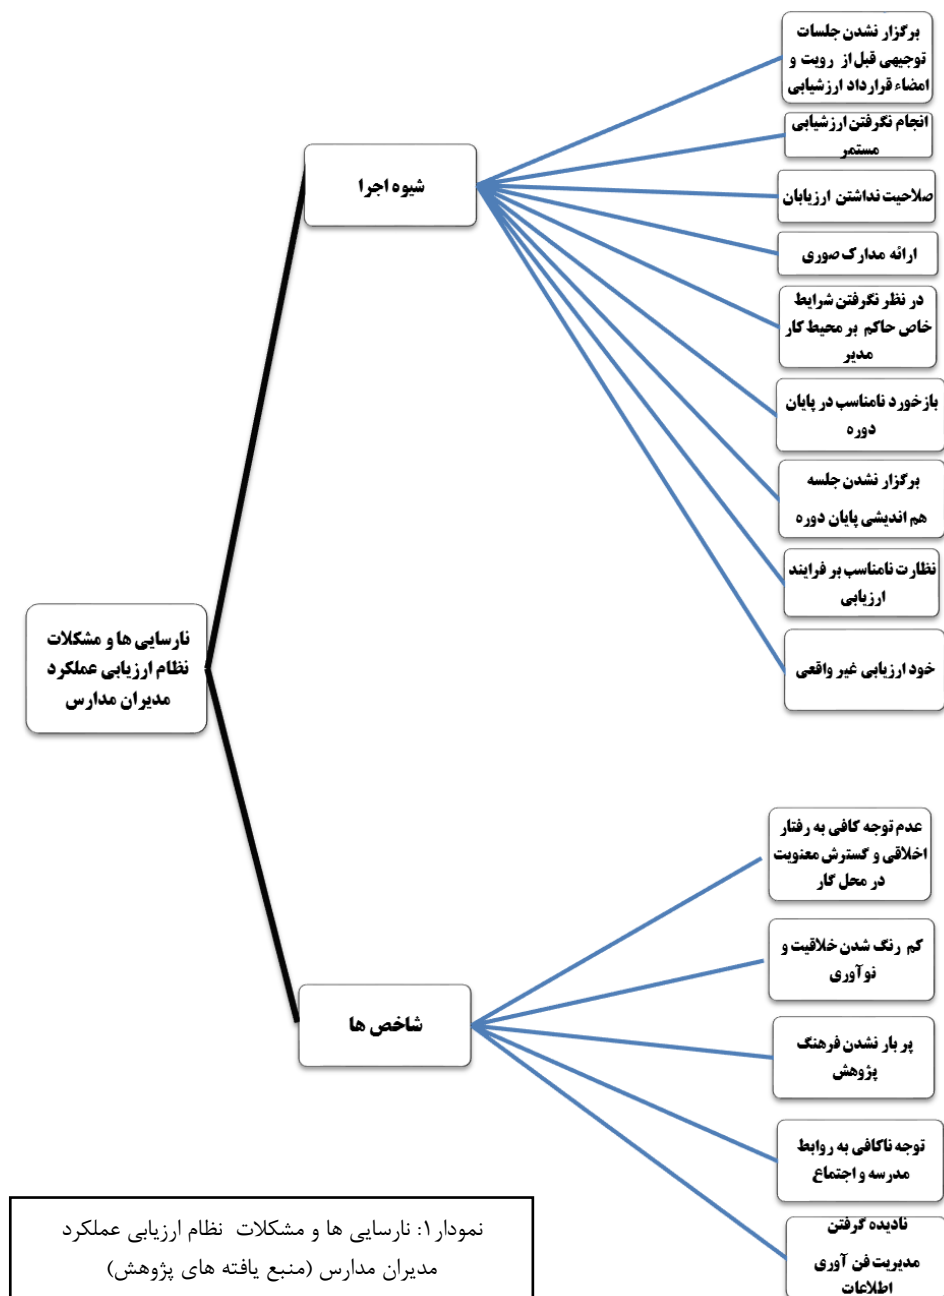 برگزار نشدن جلسات
توجیهی قبل از رویت و
امضاء قرارداد ارزشیابی
انجام نگرفتن ارزشیابی
مستمر
صلاحیت نداشتن ارزیابان
ارائه مدارک صوری
در نظر نگرفتن شرایط
خاص حاکم بر محیط کار
مدیر
بازخورد نامناسب در پایان
دوره
برگزار نشدن جلسه
هم اندیشی پایان دوره
نظارت نامناسب بر فرایند
ارزیابی
خود ارزیابی غیر واقعی
شیوه اجرا
نارسایی ها و مشکلات
نظام ارزیابی عملکرد
مدیران مدارس
عدم توجه کافی به رفتار
اخلاقی و گسترش معنویت
در محل کار
کم رنگ شدن خلاقیت و
نوآوری
پر بار نشدن فرهنگ
پژوهش
توجه ناکافی به روابط
مدرسه و اجتماع
نادیده گرفتن
مدیریت فن آوری
اطلاعات
شاخص ها
نمودار۱: نارسایی ها و مشکلات نظام ارزیابی عملکرد
مدیران مدارس (منبع یافته های پژوهش)